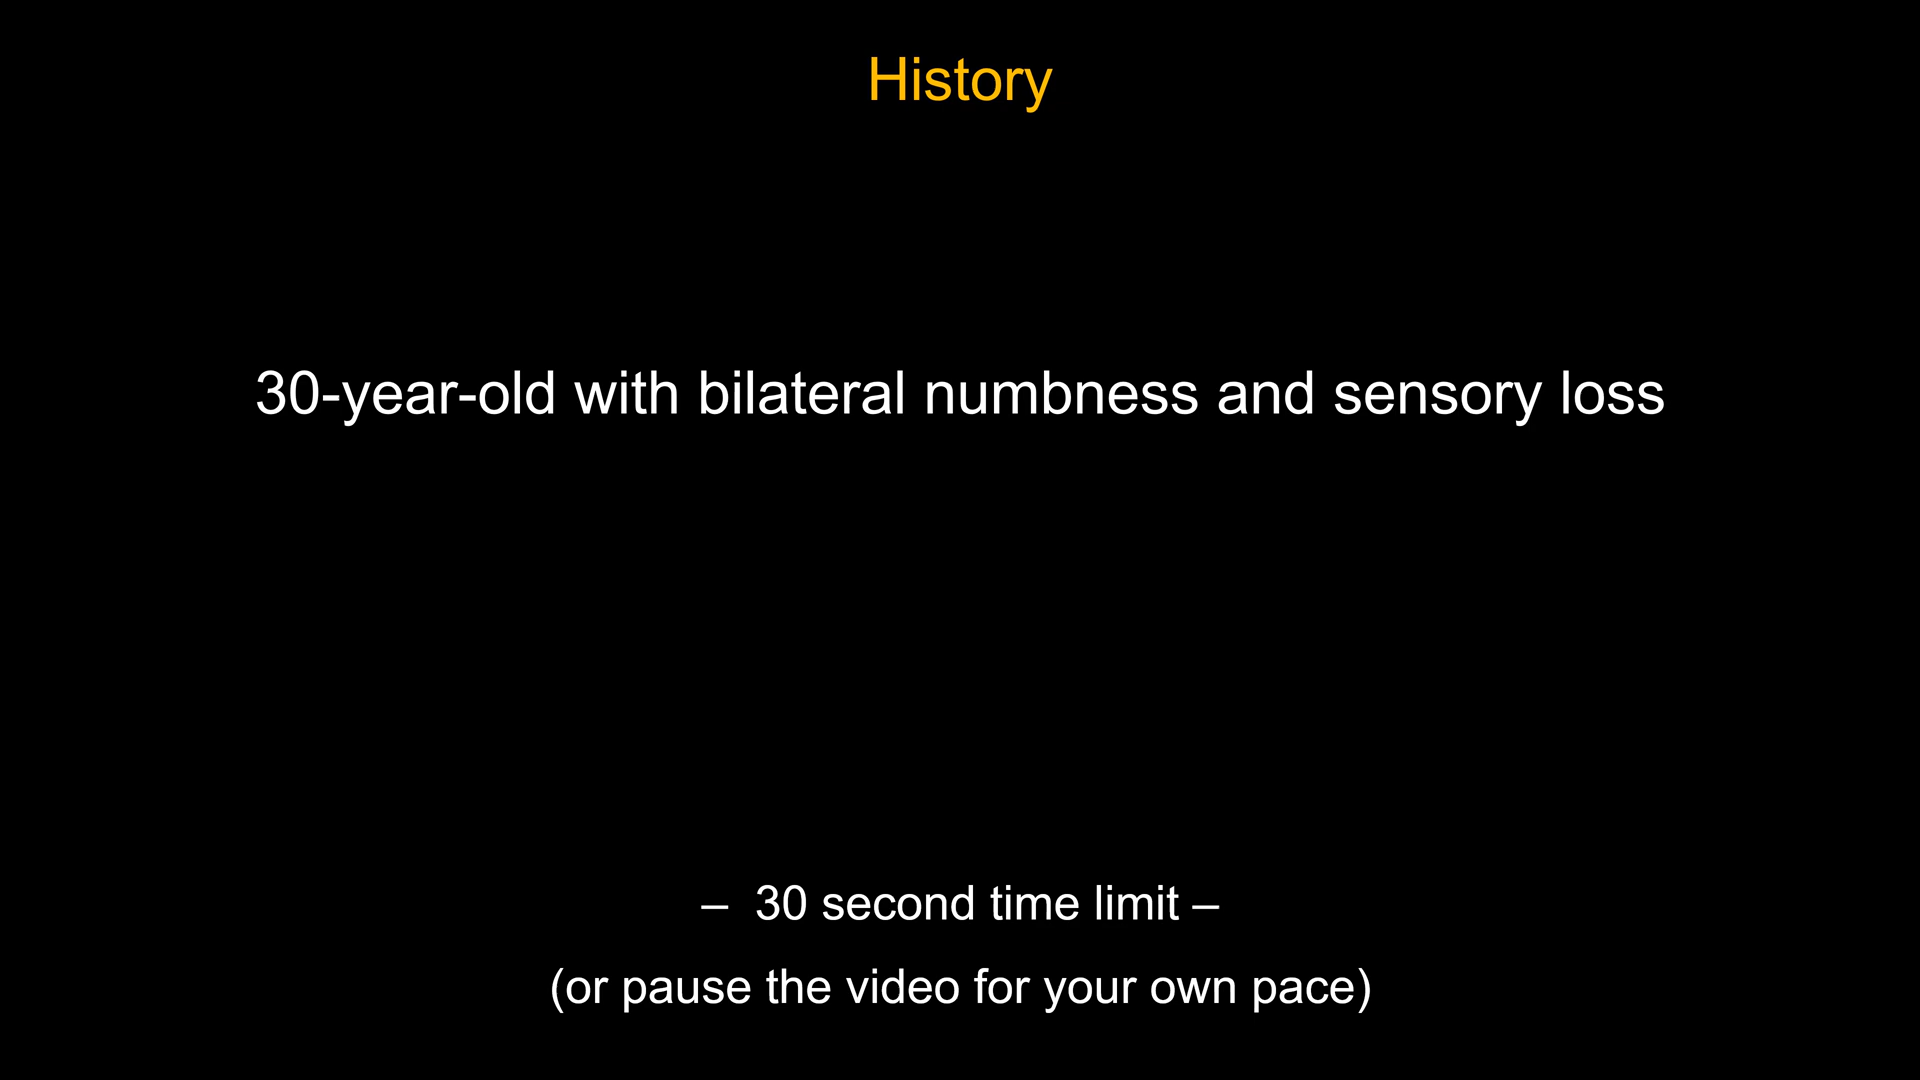 History
30-year-old with bilateral numbness and sensory loss
– 30 second time limit –
(or pause the video for your own pace)